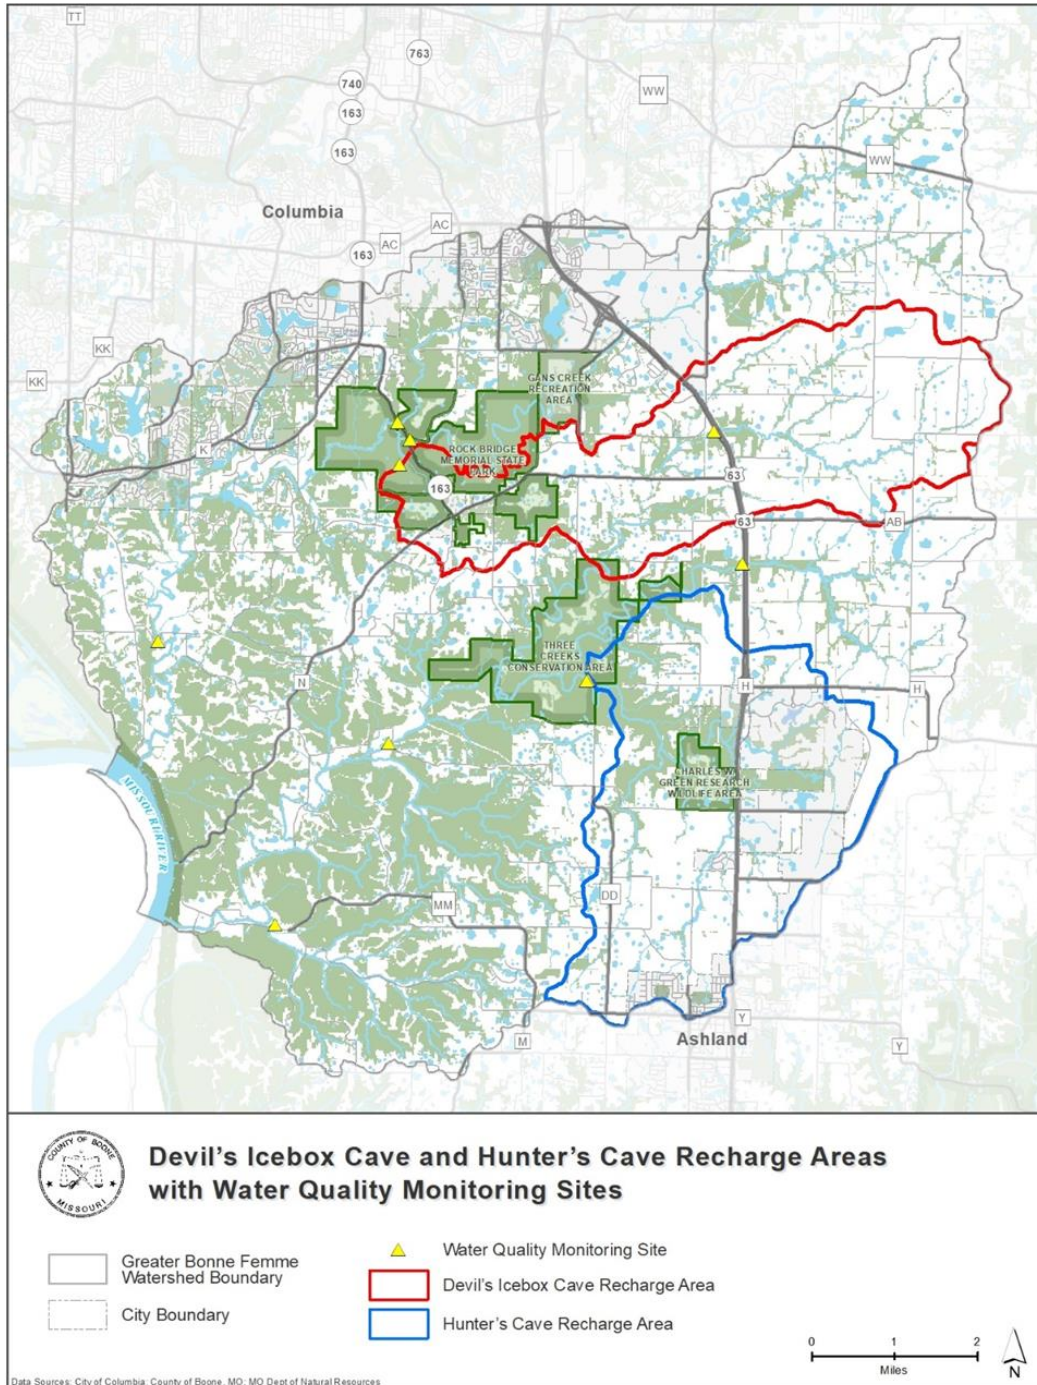 TT
763
740
WW
163
WW
163
Columbia
AC
AC
163
KK
KK
GANS CREEK
RECREATION
AREA
K
ROCK BRIDGE
MEMORIAL STATE
PARK
63
163
63
AB
THREE
CREEKS
CONSERVATION AREA
N
H
H
CHARLES W.
GREEN RESEARCH
WILDLIFE AREA
MISSOURI RIVER
DD
MM
Y
M
Ashland
Y
COUNTY OF BOONE
MISSOURI
Devil's Icebox Cave and Hunter's Cave Recharge Areas
with Water Quality Monitoring Sites
Greater Bonne Femme
Watershed Boundary
City Boundary
Water Quality Monitoring Site
Devil's Icebox Cave Recharge Area
Hunter's Cave Recharge Area
0 1 2
Miles
N
Data Sources: City of Columbia; County of Boone, MO; MO Dept of Natural Resources